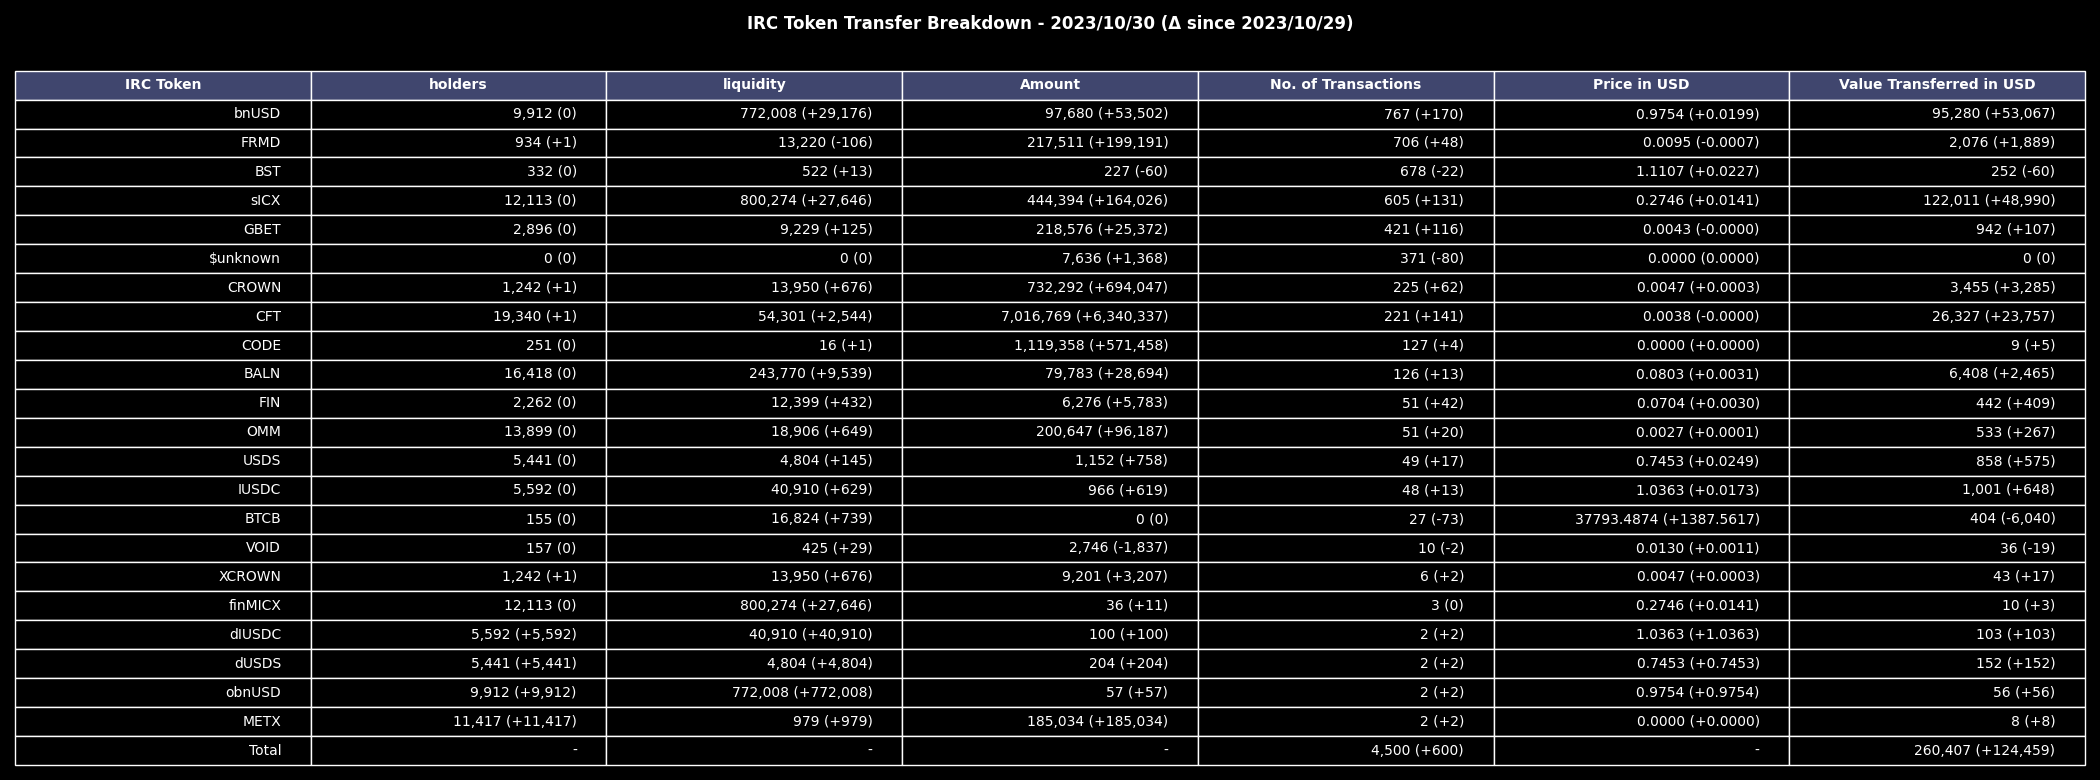 IRC Token Transfer Breakdown - 2023/10/30 (Δ since 2023/10/29)
IRC Token holders liquidity Amount No. of Transactions Price in USD Value Transferred in USD
bnUSD 9,912 (0) 772,008 (+29,176) 97,680 (+53,502) 767 (+170) 0.9754 (+0.0199) 95,280 (+53,067)
FRMD 934 (+1) 13,220 (-106) 217,511 (+199,191) 706 (+48) 0.0095 (-0.0007) 2,076 (+1,889)
BST 332 (0) 522 (+13) 227 (-60) 678 (-22) 1.1107 (+0.0227) 252 (-60)
sICX 12,113 (0) 800,274 (+27,646) 444,394 (+164,026) 605 (+131) 0.2746 (+0.0141) 122,011 (+48,990)
GBET 2,896 (0) 9,229 (+125) 218,576 (+25,372) 421 (+116) 0.0043 (-0.0000) 942 (+107)
$unknown 0 (0) 0 (0) 7,636 (+1,368) 371 (-80) 0.0000 (0.0000) 0 (0)
CROWN 1,242 (+1) 13,950 (+676) 732,292 (+694,047) 225 (+62) 0.0047 (+0.0003) 3,455 (+3,285)
CFT 19,340 (+1) 54,301 (+2,544) 7,016,769 (+6,340,337) 221 (+141) 0.0038 (-0.0000) 26,327 (+23,757)
CODE 251 (0) 16 (+1) 1,119,358 (+571,458) 127 (+4) 0.0000 (+0.0000) 9 (+5)
BALN 16,418 (0) 243,770 (+9,539) 79,783 (+28,694) 126 (+13) 0.0803 (+0.0031) 6,408 (+2,465)
FIN 2,262 (0) 12,399 (+432) 6,276 (+5,783) 51 (+42) 0.0704 (+0.0030) 442 (+409)
OMM 13,899 (0) 18,906 (+649) 200,647 (+96,187) 51 (+20) 0.0027 (+0.0001) 533 (+267)
USDS 5,441 (0) 4,804 (+145) 1,152 (+758) 49 (+17) 0.7453 (+0.0249) 858 (+575)
IUSDC 5,592 (0) 40,910 (+629) 966 (+619) 48 (+13) 1.0363 (+0.0173) 1,001 (+648)
BTCB 155 (0) 16,824 (+739) 0 (0) 27 (-73) 37793.4874 (+1387.5617) 404 (-6,040)
VOID 157 (0) 425 (+29) 2,746 (-1,837) 10 (-2) 0.0130 (+0.0011) 36 (-19)
XCROWN 1,242 (+1) 13,950 (+676) 9,201 (+3,207) 6 (+2) 0.0047 (+0.0003) 43 (+17)
finMICX 12,113 (0) 800,274 (+27,646) 36 (+11) 3 (0) 0.2746 (+0.0141) 10 (+3)
dIUSDC 5,592 (+5,592) 40,910 (+40,910) 100 (+100) 2 (+2) 1.0363 (+1.0363) 103 (+103)
dUSDS 5,441 (+5,441) 4,804 (+4,804) 204 (+204) 2 (+2) 0.7453 (+0.7453) 152 (+152)
obnUSD 9,912 (+9,912) 772,008 (+772,008) 57 (+57) 2 (+2) 0.9754 (+0.9754) 56 (+56)
METX 11,417 (+11,417) 979 (+979) 185,034 (+185,034) 2 (+2) 0.0000 (+0.0000) 8 (+8)
Total - - - 4,500 (+600) - 260,407 (+124,459)